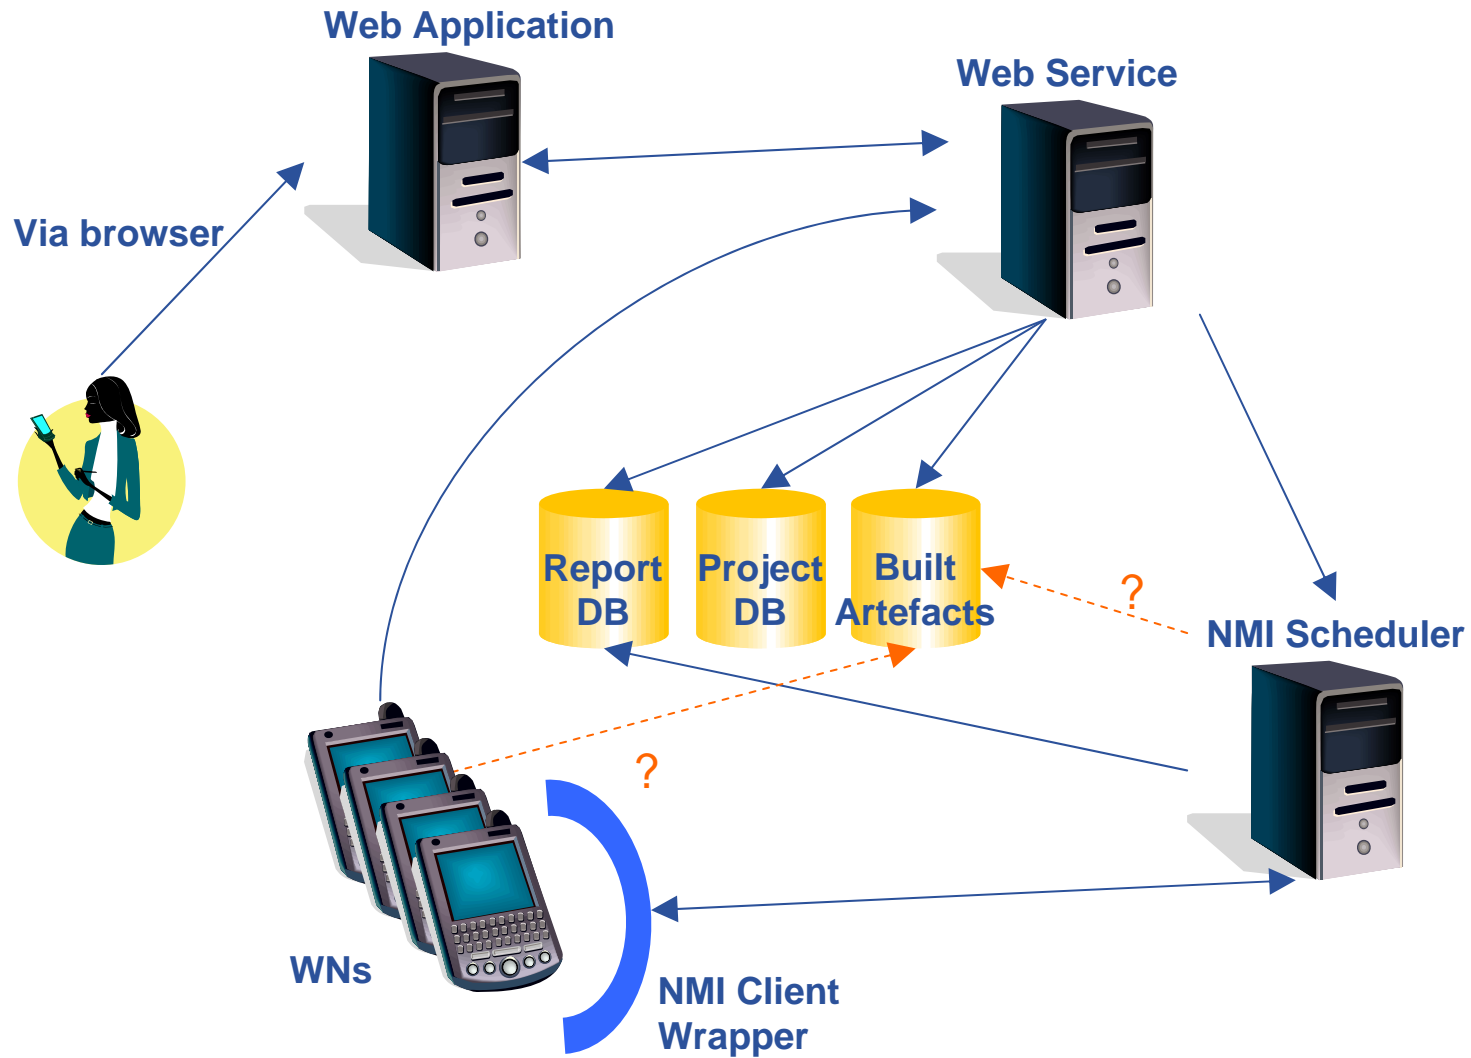 Web Application
Web Service
Via browser
Report
DB
Project
DB
Built
Artefacts
?
NMI Scheduler
?
WNs
NMI Client
Wrapper